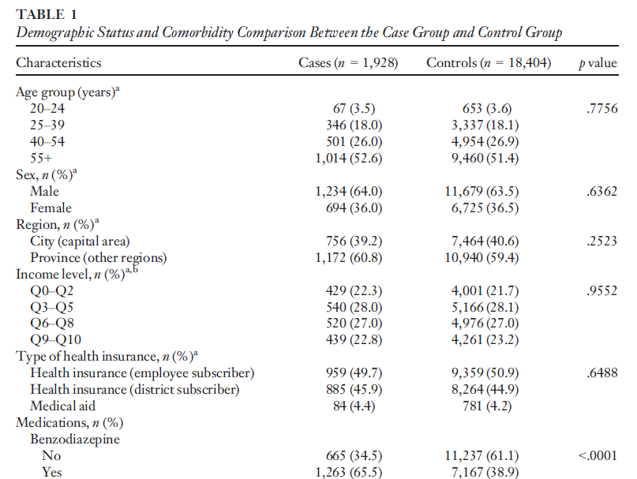 TABLE 1
Demographic Status and Comorbidity Comparison Between the Case Group and Control Group
Characteristics Cases (n = 1,928) Controls (n = 18,404) p value
Age group (years)a
20–24 67 (3.5) 653 (3.6) .7756
25–39 346 (18.0) 3,337 (18.1)
40–54 501 (26.0) 4,954 (26.9)
55+ 1,014 (52.6) 9,460 (51.4)
Sex, n (%)a
Male 1,234 (64.0) 11,679 (63.5) .6362
Female 694 (36.0) 6,725 (36.5)
Region, n (%)a
City (capital area) 756 (39.2) 7,464 (40.6) .2523
Province (other regions) 1,172 (60.8) 10,940 (59.4)
Income level, n (%)a,b
Q0–Q2 429 (22.3) 4,001 (21.7) .9552
Q3–Q5 540 (28.0) 5,166 (28.1)
Q6–Q8 520 (27.0) 4,976 (27.0)
Q9–Q10 439 (22.8) 4,261 (23.2)
Type of health insurance, n (%)a
Health insurance (employee subscriber) 959 (49.7) 9,359 (50.9) .6488
Health insurance (district subscriber) 885 (45.9) 8,264 (44.9)
Medical aid 84 (4.4) 781 (4.2)
Medications, n (%)
Benzodiazepine
No 665 (34.5) 11,237 (61.1) <.0001
Yes 1,263 (65.5) 7,167 (38.9)